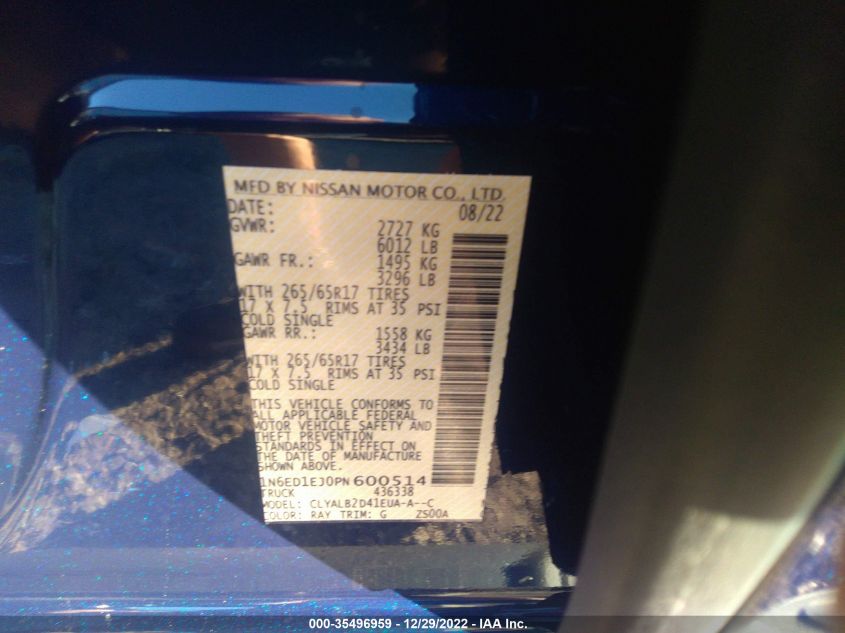 MFD BY NISSAN MOTOR CO., LTD.
DATE: 08/22
GVWR: 2727 KG
6012 LB
GAWR FR.: 1495 KG
3296 LB
WITH 265/65R17 TIRES
17 X 7.5 RIMS AT 35 PSI
COLD SINGLE
GAWR RR.: 1558 KG
3434 LB
WITH 265/65R17 TIRES
17 X 7.5 RIMS AT 35 PSI
COLD SINGLE
THIS VEHICLE CONFORMS TO
ALL APPLICABLE FEDERAL
MOTOR VEHICLE SAFETY AND
THEFT PREVENTION
STANDARDS IN EFFECT ON
THE DATE OF MANUFACTURE
SHOWN ABOVE.
1N6ED1EJ0PN600514
TRUCK 436338
MODEL: CLYALB2D41EUA-A--C
COLOR: RAY TRIM: G ZS00A
000-35496959 - 12/29/2022 - IAA Inc.